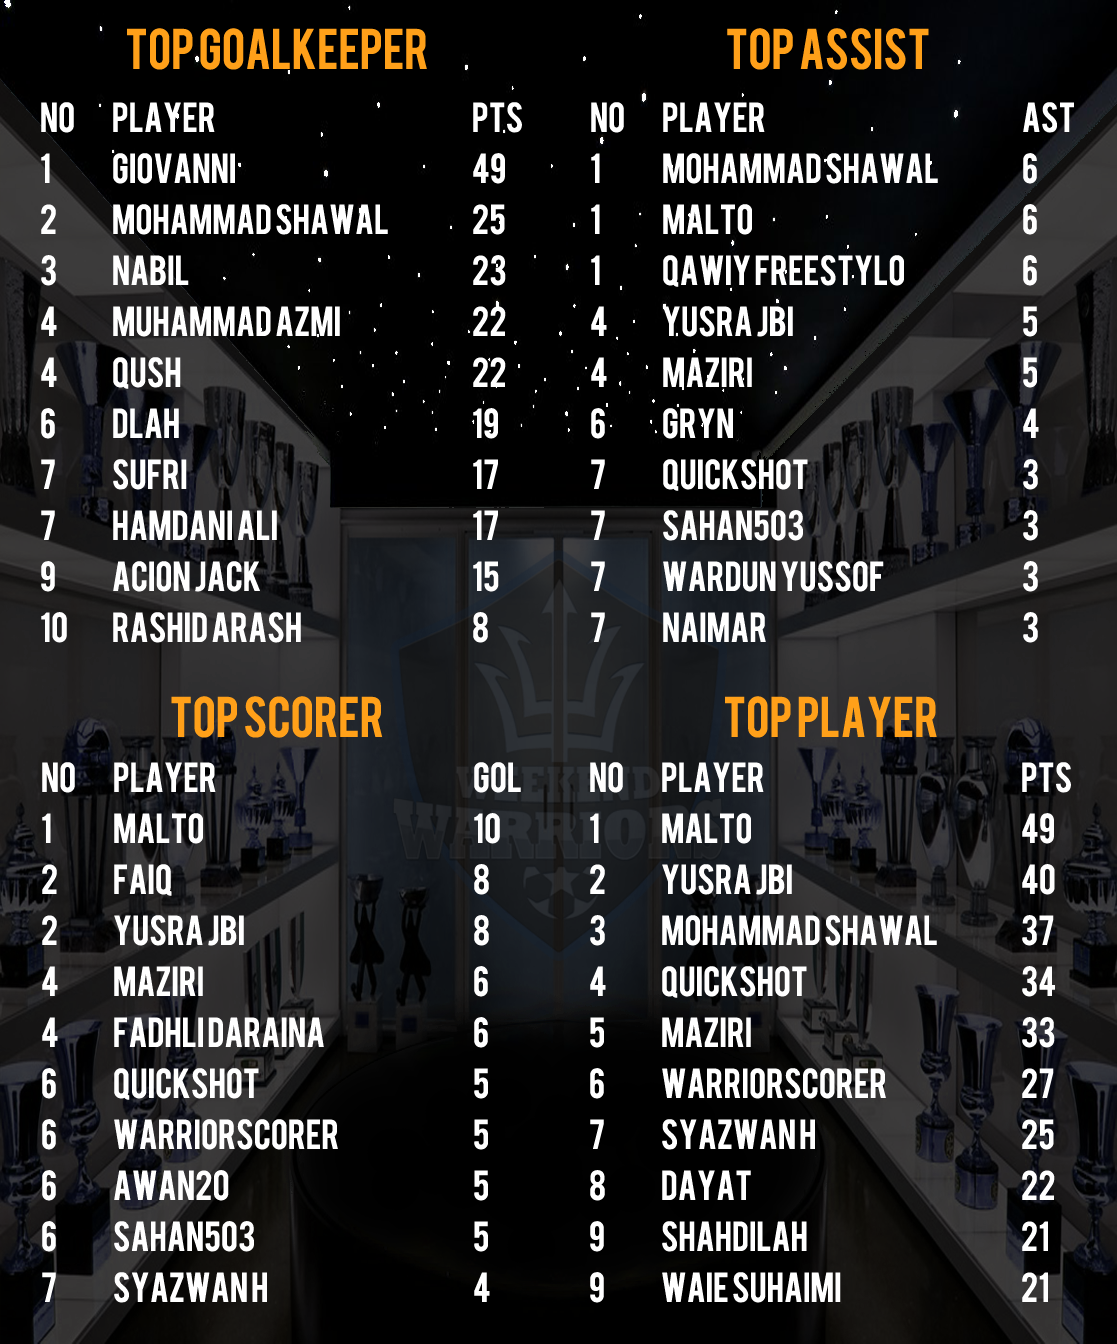 TOP GOALKEEPER
NO PLAYER PTS
1 GIOVANNI 49
2 MOHAMMAD SHAWAL 25
3 NABIL 23
4 MUHAMMAD AZMI 22
4 QUSH 22
6 DLAH 19
7 SUFRI 17
7 HAMDANI ALI 17
9 ACION JACK 15
10 RASHID ARASH 8
TOP ASSIST
NO PLAYER AST
1 MOHAMMAD SHAWAL 6
1 MALTO 6
1 QAWIY FREESTYLO 6
4 YUSRA JBI 5
4 MAZIRI 5
6 GRYN 4
7 QUICKSHOT 3
7 SAHAN503 3
7 WARDUN YUSSOF 3
7 NAIMAR 3
TOP SCORER
NO PLAYER GOL
1 MALTO 10
2 FAIQ 8
2 YUSRA JBI 8
4 MAZIRI 6
4 FADHLI DARAINA 6
6 QUICKSHOT 5
6 WARRIORSCORER 5
6 AWAN20 5
6 SAHAN503 5
7 SYAZWAN H 4
TOP PLAYER
NO PLAYER PTS
1 MALTO 49
2 YUSRA JBI 40
3 MOHAMMAD SHAWAL 37
4 QUICKSHOT 34
5 MAZIRI 33
6 WARRIORSCORER 27
7 SYAZWAN H 25
8 DAYAT 22
9 SHAHDILAH 21
9 WAIE SUHAIMI 21
WEEKEND
WARRIORS